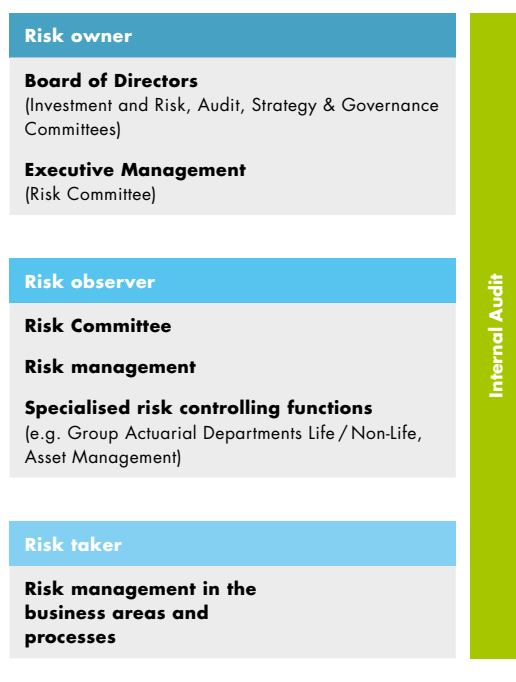 Risk owner
Board of Directors
(Investment and Risk, Audit, Strategy & Governance
Committees)
Executive Management
(Risk Committee)
Risk observer
Risk Committee
Risk management
Specialised risk controlling functions
(e.g. Group Actuarial Departments Life / Non-Life,
Asset Management)
Risk taker
Risk management in the
business areas and
processes
Internal Audit